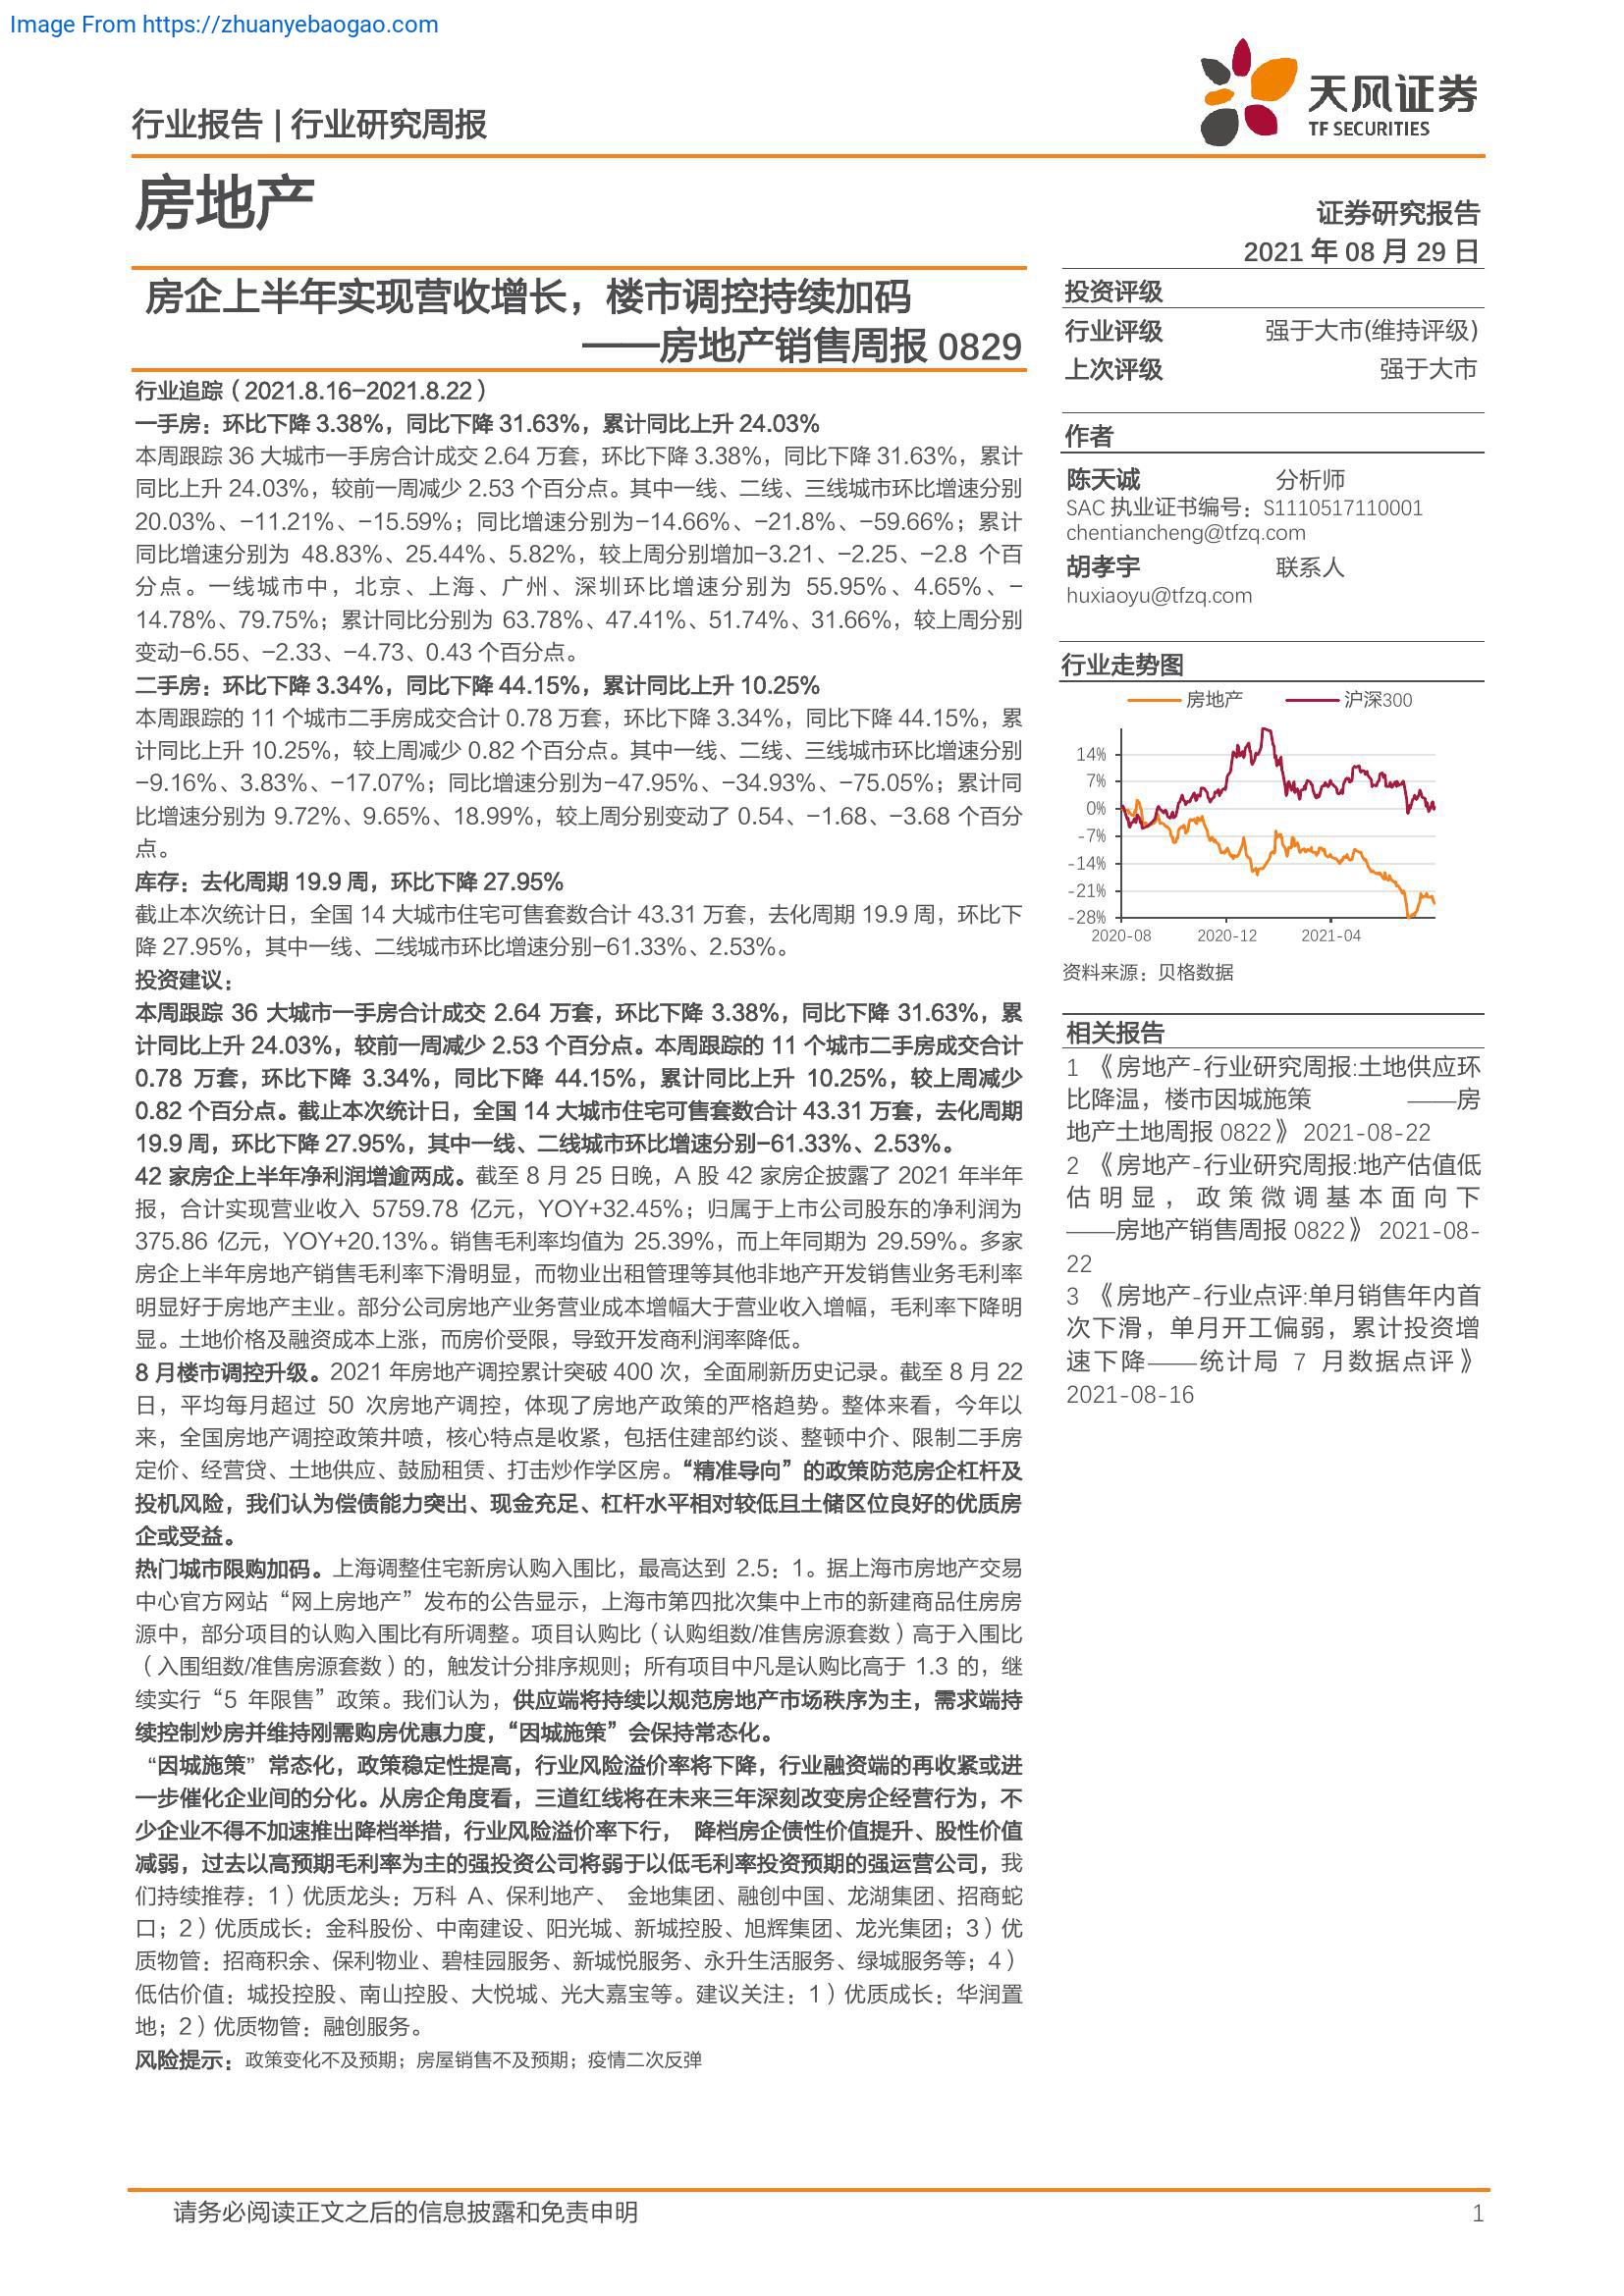 Image From https://zhuanyebaogao.com
行业报告 | 行业研究周报
天风证券
TF SECURITIES
房地产
证券研究报告
2021 年 08 月 29 日
房企上半年实现营收增长，楼市调控持续加码
——房地产销售周报 0829
行业追踪（2021.8.16-2021.8.22）
一手房：环比下降 3.38%，同比下降 31.63%，累计同比上升 24.03%
本周跟踪 36 大城市一手房合计成交 2.64 万套，环比下降 3.38%，同比下降 31.63%，累计
同比上升 24.03%，较前一周减少 2.53 个百分点。其中一线、二线、三线城市环比增速分别
20.03%、-11.21%、-15.59%；同比增速分别为-14.66%、-21.8%、-59.66%；累计
同比增速分别为 48.83%、25.44%、5.82%，较上周分别增加-3.21、-2.25、-2.8 个百
分点。一线城市中，北京、上海、广州、深圳环比增速分别为 55.95%、4.65%、-
14.78%、79.75%；累计同比分别为 63.78%、47.41%、51.74%、31.66%，较上周分别
变动-6.55、-2.33、-4.73、0.43 个百分点。
二手房：环比下降 3.34%，同比下降 44.15%，累计同比上升 10.25%
本周跟踪的 11 个城市二手房成交合计 0.78 万套，环比下降 3.34%，同比下降 44.15%，累
计同比上升 10.25%，较上周减少 0.82 个百分点。其中一线、二线、三线城市环比增速分别
-9.16%、3.83%、-17.07%；同比增速分别为-47.95%、-34.93%、-75.05%；累计同
比增速分别为 9.72%、9.65%、18.99%，较上周分别变动了 0.54、-1.68、-3.68 个百分
点。
库存：去化周期 19.9 周，环比下降 27.95%
截止本次统计日，全国 14 大城市住宅可售套数合计 43.31 万套，去化周期 19.9 周，环比下
降 27.95%，其中一线、二线城市环比增速分别-61.33%、2.53%。
投资建议：
本周跟踪 36 大城市一手房合计成交 2.64 万套，环比下降 3.38%，同比下降 31.63%，累
计同比上升 24.03%，较前一周减少 2.53 个百分点。本周跟踪的 11 个城市二手房成交合计
0.78 万套，环比下降 3.34%，同比下降 44.15%，累计同比上升 10.25%，较上周减少
0.82 个百分点。截止本次统计日，全国 14 大城市住宅可售套数合计 43.31 万套，去化周期
19.9 周，环比下降 27.95%，其中一线、二线城市环比增速分别-61.33%、2.53%。
42 家房企上半年净利润增逾两成。截至 8 月 25 日晚，A 股 42 家房企披露了 2021 年半年
报，合计实现营业收入 5759.78 亿元，YOY+32.45%；归属于上市公司股东的净利润为
375.86 亿元，YOY+20.13%。销售毛利率均值为 25.39%，而上年同期为 29.59%。多家
房企上半年房地产销售毛利率下滑明显，而物业出租管理等其他非地产开发销售业务毛利率
明显好于房地产主业。部分公司房地产业务营业成本增幅大于营业收入增幅，毛利率下降明
显。土地价格及融资成本上涨，而房价受限，导致开发商利润率降低。
8 月楼市调控升级。2021 年房地产调控累计突破 400 次，全面刷新历史记录。截至 8 月 22
日，平均每月超过 50 次房地产调控，体现了房地产政策的严格趋势。整体来看，今年以
来，全国房地产调控政策井喷，核心特点是收紧，包括住建部约谈、整顿中介、限制二手房
定价、经营贷、土地供应、鼓励租赁、打击炒作学区房。“精准导向”的政策防范房企杠杆及
投机风险，我们认为偿债能力突出、现金充足、杠杆水平相对较低且土储区位良好的优质房
企或受益。
热门城市限购加码。上海调整住宅新房认购入围比，最高达到 2.5：1。据上海市房地产交易
中心官方网站“网上房地产”发布的公告显示，上海市第四批次集中上市的新建商品住房房
源中，部分项目的认购入围比有所调整。项目认购比（认购组数/准售房源套数）高于入围比
（入围组数/准售房源套数）的，触发计分排序规则；所有项目中凡是认购比高于 1.3 的，继
续实行“5 年限售”政策。我们认为，供应端将持续以规范房地产市场秩序为主，需求端持
续控制炒房并维持刚需购房优惠力度，“因城施策”会保持常态化。
“因城施策”常态化，政策稳定性提高，行业风险溢价率将下降，行业融资端的再收紧或进
一步催化企业间的分化。从房企角度看，三道红线将在未来三年深刻改变房企经营行为，不
少企业不得不加速推出降档举措，行业风险溢价率下行， 降档房企债性价值提升、股性价值
减弱，过去以高预期毛利率为主的强投资公司将弱于以低毛利率投资预期的强运营公司，我
们持续推荐：1）优质龙头：万科 A、保利地产、 金地集团、融创中国、龙湖集团、招商蛇
口；2）优质成长：金科股份、中南建设、阳光城、新城控股、旭辉集团、龙光集团；3）优
质物管：招商积余、保利物业、碧桂园服务、新城悦服务、永升生活服务、绿城服务等；4）
低估价值：城投控股、南山控股、大悦城、光大嘉宝等。建议关注：1）优质成长：华润置
地；2）优质物管：融创服务。
风险提示：政策变化不及预期；房屋销售不及预期；疫情二次反弹
投资评级
行业评级 强于大市(维持评级)
上次评级 强于大市
作者
陈天诚 分析师
SAC 执业证书编号：S1110517110001
chentiancheng@tfzq.com
胡孝宇 联系人
huxiaoyu@tfzq.com
行业走势图
房地产 沪深300
14%
7%
0%
-7%
-14%
-21%
-28%
2020-08 2020-12 2021-04
资料来源：贝格数据
相关报告
1 《房地产-行业研究周报:土地供应环
比降温，楼市因城施策 ——房
地产土地周报 0822》 2021-08-22
2 《房地产-行业研究周报:地产估值低
估明显，政策微调基本面向下
——房地产销售周报 0822》 2021-08-
22
3 《房地产-行业点评:单月销售年内首
次下滑，单月开工偏弱，累计投资增
速下降——统计局 7 月数据点评》
2021-08-16
请务必阅读正文之后的信息披露和免责申明 1